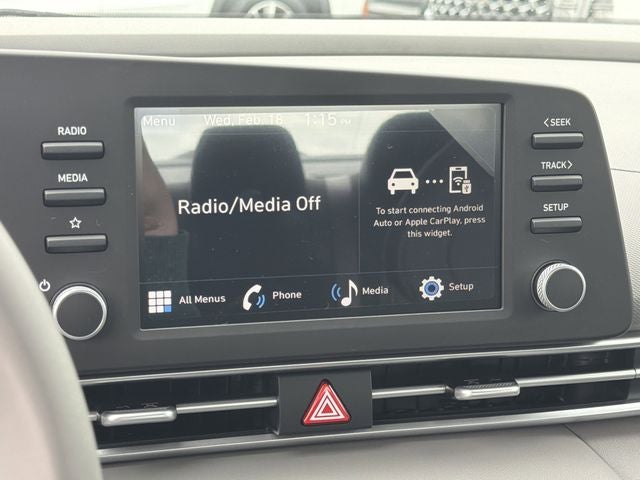 RADIO
MEDIA
Menu Wed, Feb. 18 1:15 PM
Radio/Media Off
To start connecting Android
Auto or Apple CarPlay, press
this widget.
All Menus
Phone
Media
Setup
<SEEK
TRACK>
SETUP